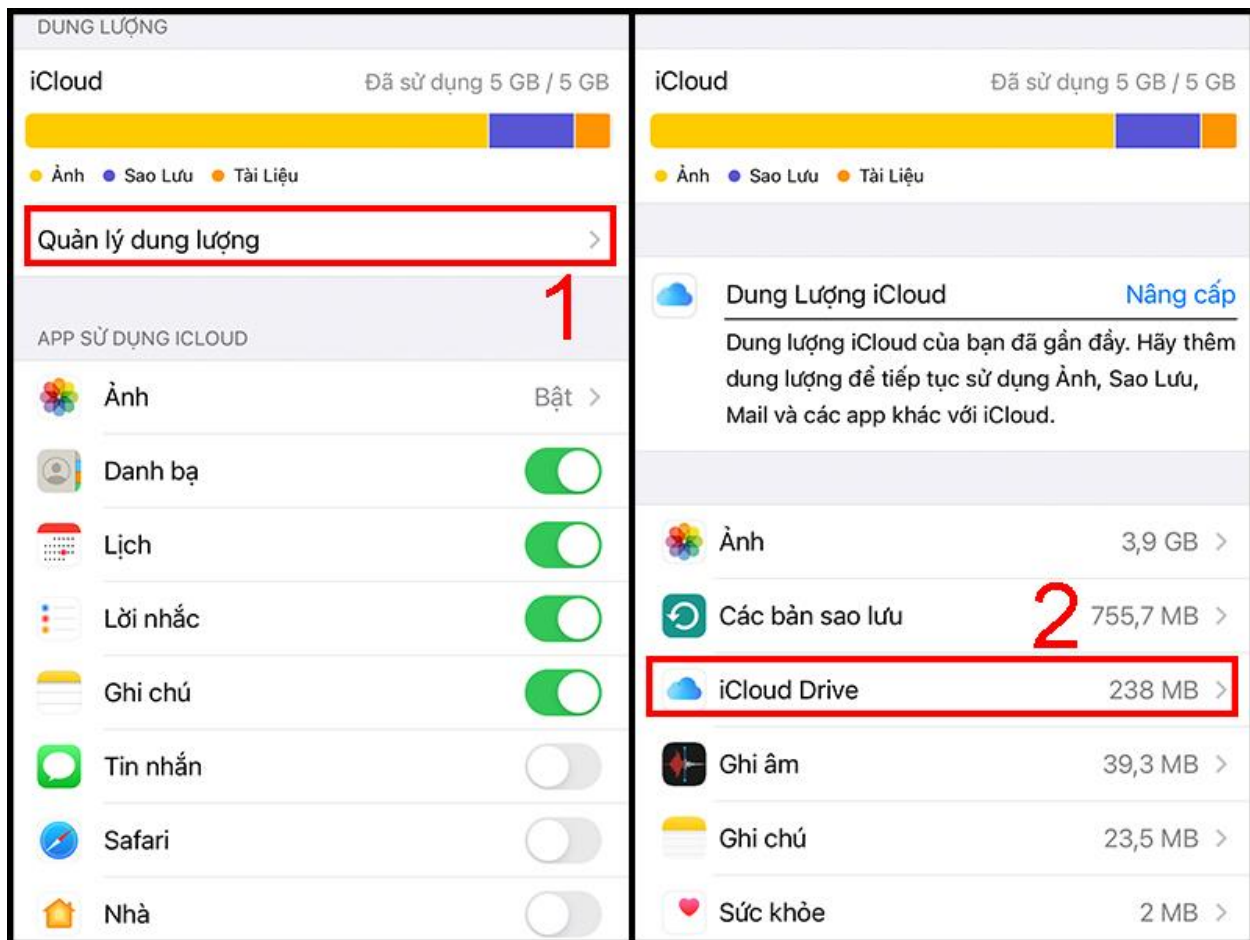 DUNG LƯỢNG
iCloud
Đã sử dụng 5 GB / 5 GB
Ảnh
Sao Lưu
Tài Liệu
Quản lý dung lượng
1
APP SỬ DỤNG ICLOUD
Ảnh
Bật
Danh bạ
Lịch
Lời nhắc
Ghi chú
Tin nhắn
Safari
Nhà
iCloud
Đã sử dụng 5 GB / 5 GB
Ảnh
Sao Lưu
Tài Liệu
Dung Lượng iCloud
Nâng cấp
Dung lượng iCloud của bạn đã gần đầy. Hãy thêm
dung lượng để tiếp tục sử dụng Ảnh, Sao Lưu,
Mail và các app khác với iCloud.
Ảnh
3,9 GB
Các bản sao lưu
755,7 MB
2
iCloud Drive
238 MB
Ghi âm
39,3 MB
Ghi chú
23,5 MB
Sức khỏe
2 MB